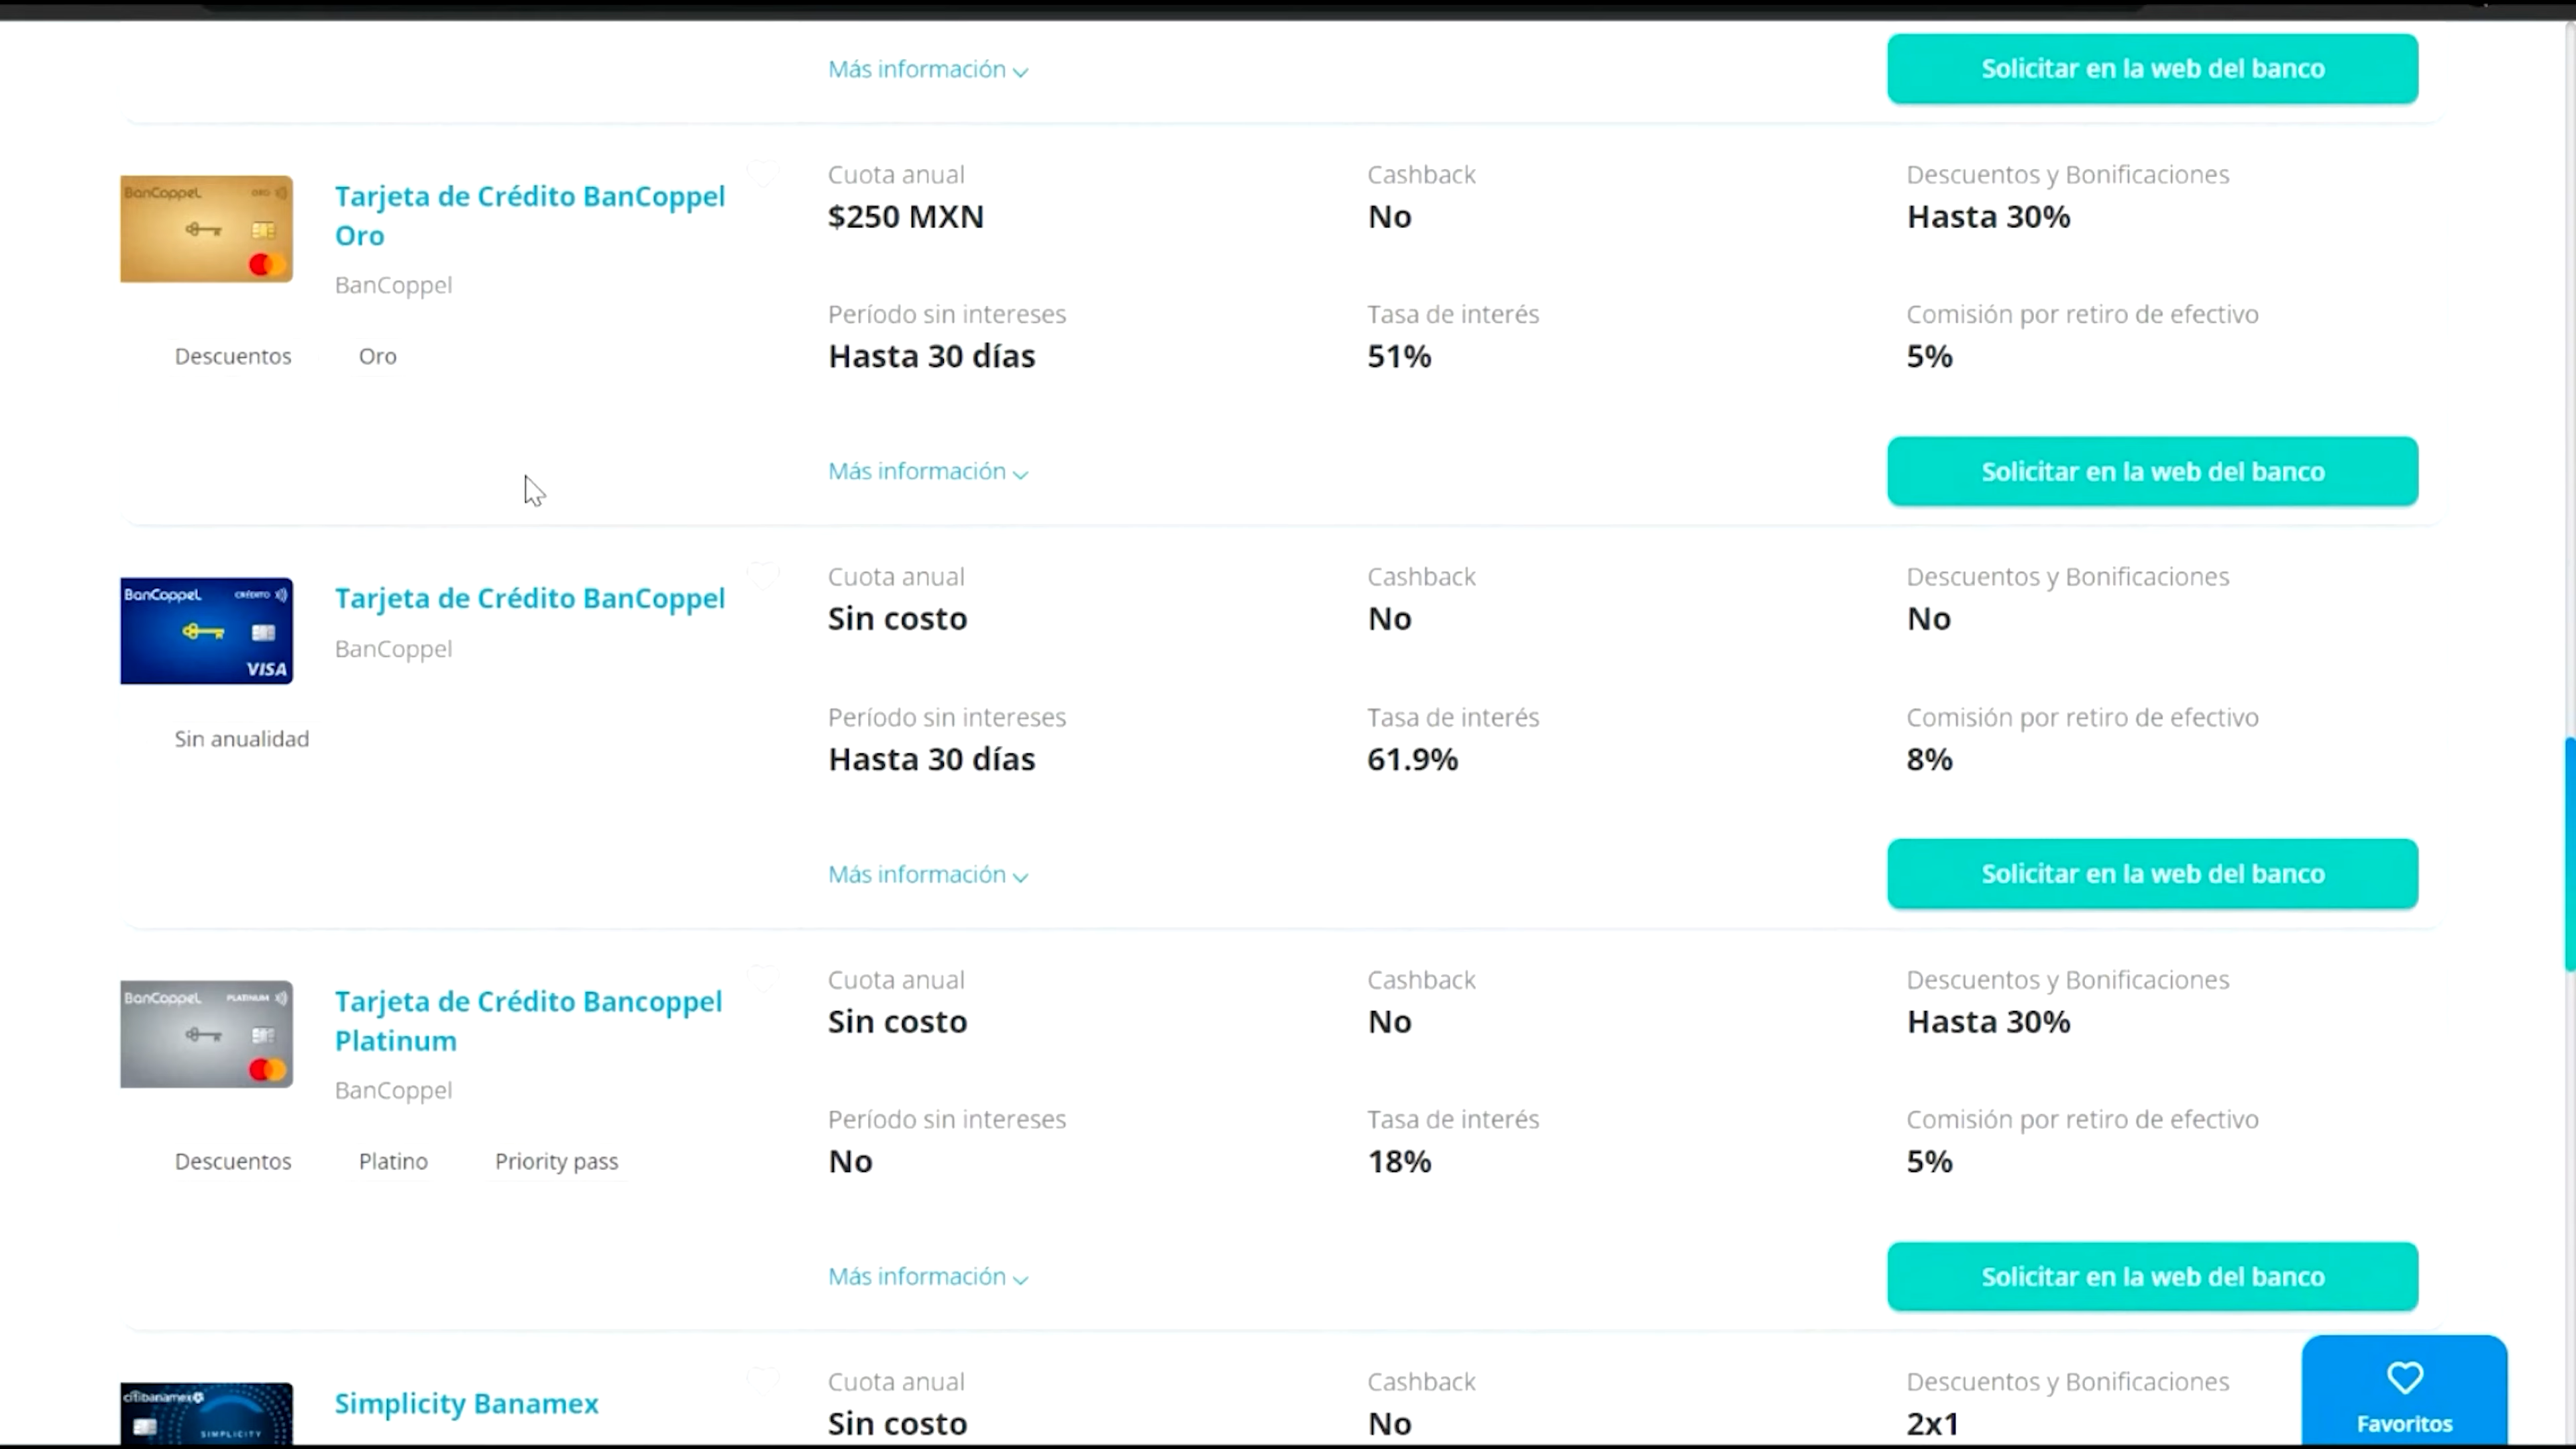 Más información
Solicitar en la web del banco
BanCoppel ORO
Tarjeta de Crédito BanCoppel
Oro
BanCoppel
Descuentos Oro
Cuota anual
$250 MXN
Cashback
No
Descuentos y Bonificaciones
Hasta 30%
Período sin intereses
Hasta 30 días
Tasa de interés
51%
Comisión por retiro de efectivo
5%
Más información
Solicitar en la web del banco
BanCoppel CRÉDITO
VISA
Tarjeta de Crédito BanCoppel
BanCoppel
Sin anualidad
Cuota anual
Sin costo
Cashback
No
Descuentos y Bonificaciones
No
Período sin intereses
Hasta 30 días
Tasa de interés
61.9%
Comisión por retiro de efectivo
8%
Más información
Solicitar en la web del banco
BanCoppel PLATINUM
Tarjeta de Crédito Bancoppel
Platinum
BanCoppel
Descuentos Platino Priority pass
Cuota anual
Sin costo
Cashback
No
Descuentos y Bonificaciones
Hasta 30%
Período sin intereses
No
Tasa de interés
18%
Comisión por retiro de efectivo
5%
Más información
Solicitar en la web del banco
citibanamex
SIMPLICITY
Simplicity Banamex
Cuota anual
Sin costo
Cashback
No
Descuentos y Bonificaciones
2x1
Favoritos